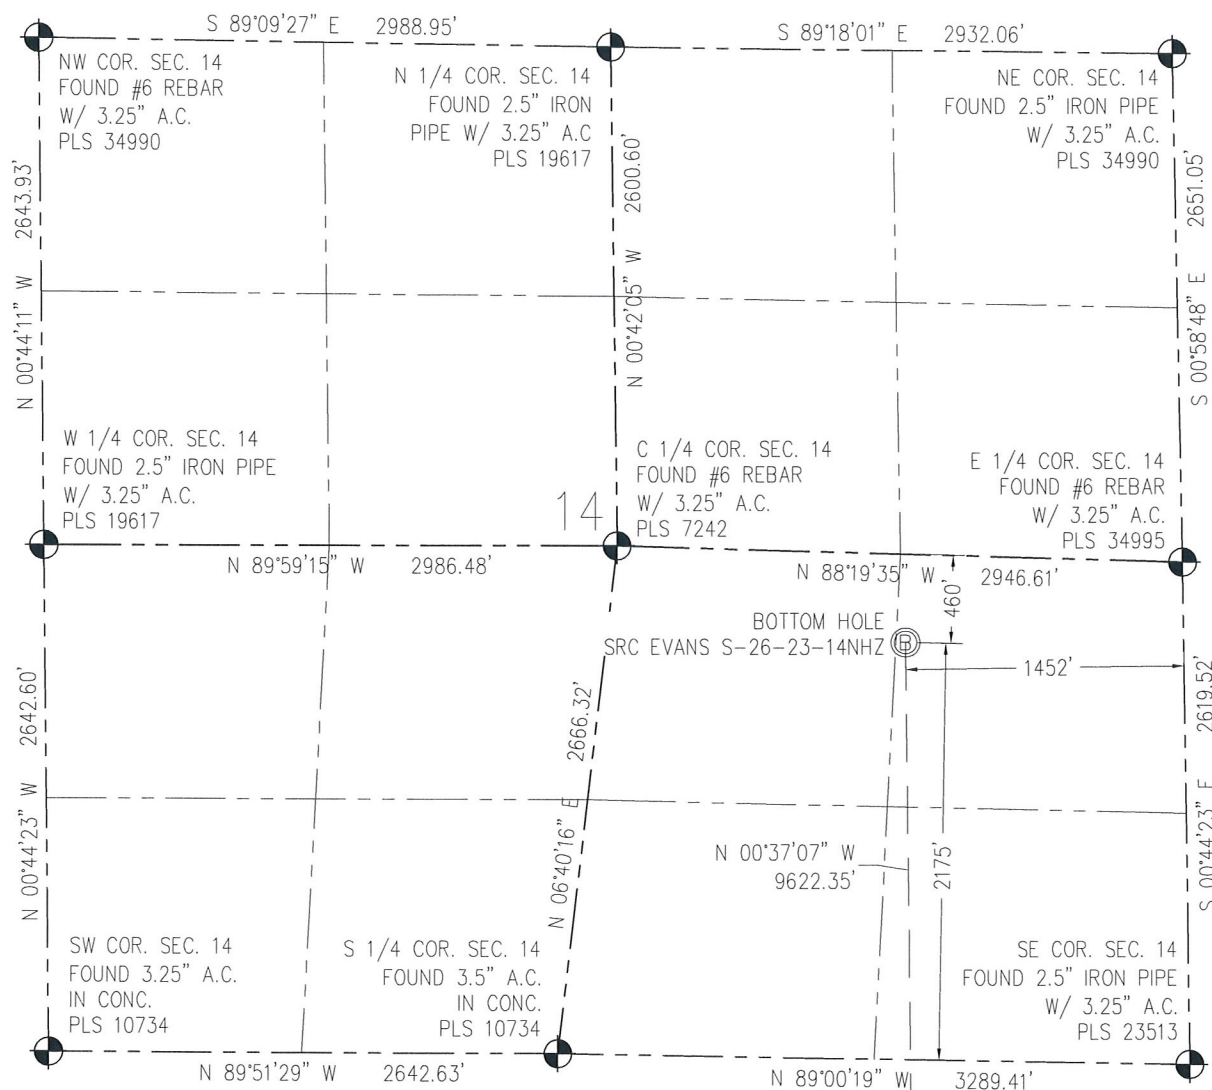 S 89°09'27" E 2988.95'
S 89°18'01" E 2932.06'
NW COR. SEC. 14
FOUND #6 REBAR
W/ 3.25" A.C.
PLS 34990
N 1/4 COR. SEC. 14
FOUND 2.5" IRON
PIPE W/ 3.25" A.C
PLS 19617
NE COR. SEC. 14
FOUND 2.5" IRON PIPE
W/ 3.25" A.C.
PLS 34990
N 00°44'11" W 2643.93'
N 00°42'05" W 2600.60'
S 00°58'48" E 2651.05'
W 1/4 COR. SEC. 14
FOUND 2.5" IRON PIPE
W/ 3.25" A.C.
PLS 19617
14
C 1/4 COR. SEC. 14
FOUND #6 REBAR
W/ 3.25" A.C.
PLS 7242
E 1/4 COR. SEC. 14
FOUND #6 REBAR
W/ 3.25" A.C.
PLS 34995
N 89°59'15" W 2986.48'
N 88°19'35" W 2946.61'
460'
BOTTOM HOLE
SRC EVANS S-26-23-14NHZ
B
1452'
N 00°44'23" W 2642.60'
N 06°40'16" E 2666.32'
N 00°37'07" W
9622.35'
2175'
S 00°44'23" E 2619.52'
SW COR. SEC. 14
FOUND 3.25" A.C.
IN CONC.
PLS 10734
S 1/4 COR. SEC. 14
FOUND 3.5" A.C.
IN CONC.
PLS 10734
SE COR. SEC. 14
FOUND 2.5" IRON PIPE
W/ 3.25" A.C.
PLS 23513
N 89°51'29" W 2642.63'
N 89°00'19" W 3289.41'